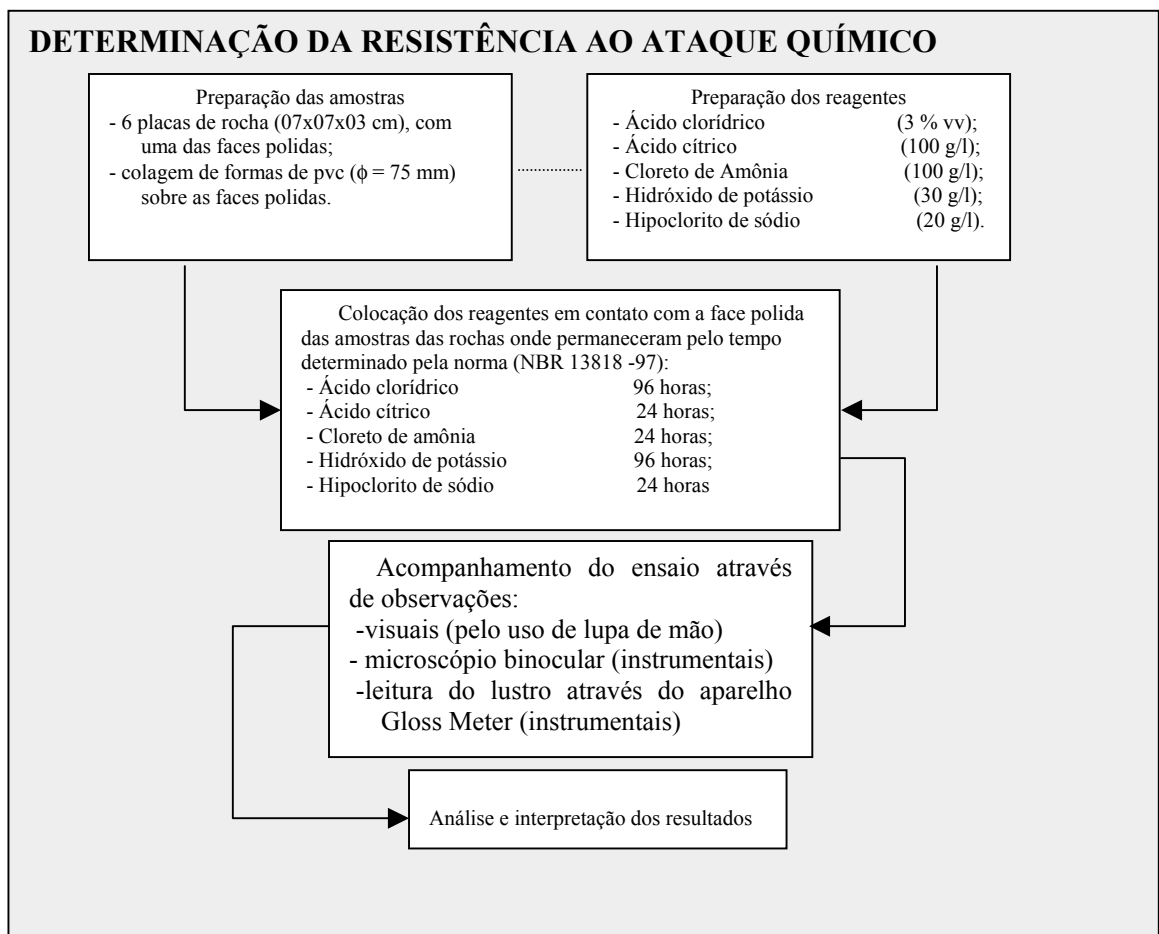 DETERMINAÇÃO DA RESISTÊNCIA AO ATAQUE QUÍMICO
Preparação das amostras
- 6 placas de rocha (07x07x03 cm), com
uma das faces polidas;
- colagem de formas de pvc (ϕ = 75 mm)
sobre as faces polidas.
Preparação dos reagentes
- Ácido clorídrico (3 % vv);
- Ácido cítrico (100 g/l);
- Cloreto de Amônia (100 g/l);
- Hidróxido de potássio (30 g/l);
- Hipoclorito de sódio (20 g/l).
Colocação dos reagentes em contato com a face polida
das amostras das rochas onde permaneceram pelo tempo
determinado pela norma (NBR 13818 -97):
- Ácido clorídrico 96 horas;
- Ácido cítrico 24 horas;
- Cloreto de amônia 24 horas;
- Hidróxido de potássio 96 horas;
- Hipoclorito de sódio 24 horas
Acompanhamento do ensaio através
de observações:
-visuais (pelo uso de lupa de mão)
- microscópio binocular (instrumentais)
-leitura do lustro através do aparelho
Gloss Meter (instrumentais)
Análise e interpretação dos resultados